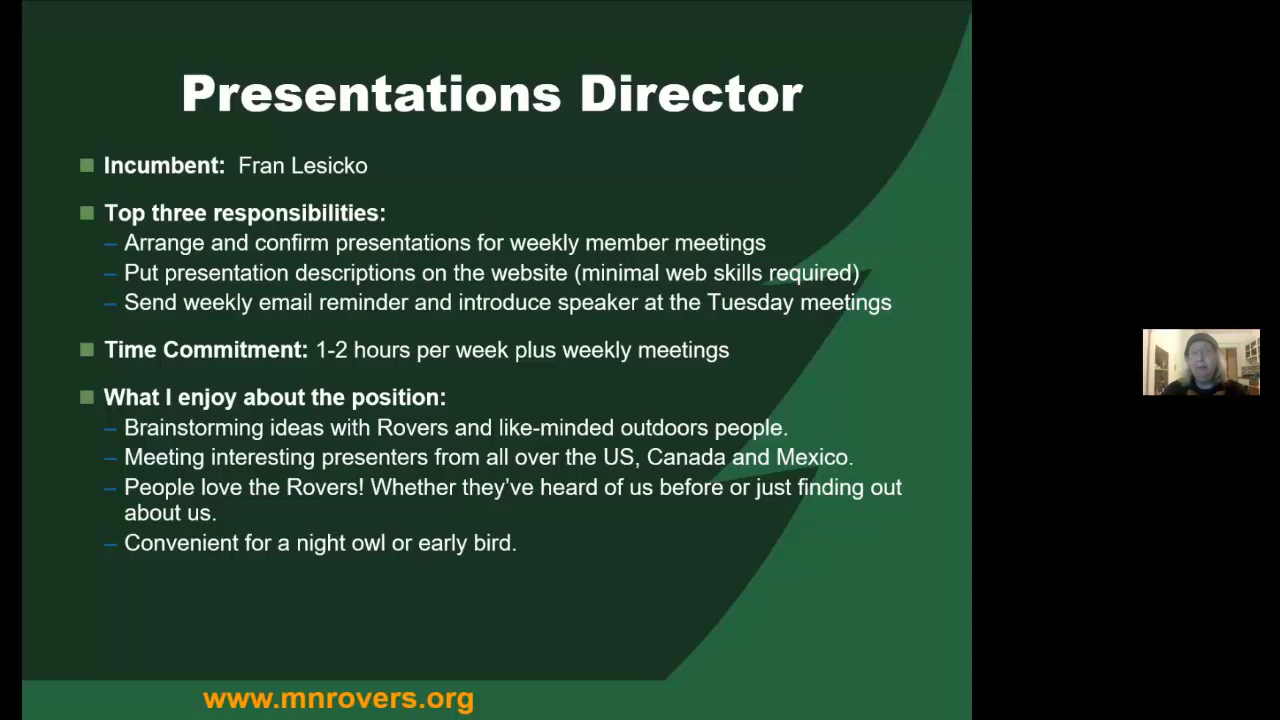 Presentations Director
Incumbent: Fran Lesicko
Top three responsibilities:
– Arrange and confirm presentations for weekly member meetings
– Put presentation descriptions on the website (minimal web skills required)
– Send weekly email reminder and introduce speaker at the Tuesday meetings
Time Commitment: 1-2 hours per week plus weekly meetings
What I enjoy about the position:
– Brainstorming ideas with Rovers and like-minded outdoors people.
– Meeting interesting presenters from all over the US, Canada and Mexico.
– People love the Rovers! Whether they’ve heard of us before or just finding out
about us.
– Convenient for a night owl or early bird.
www.mnrovers.org